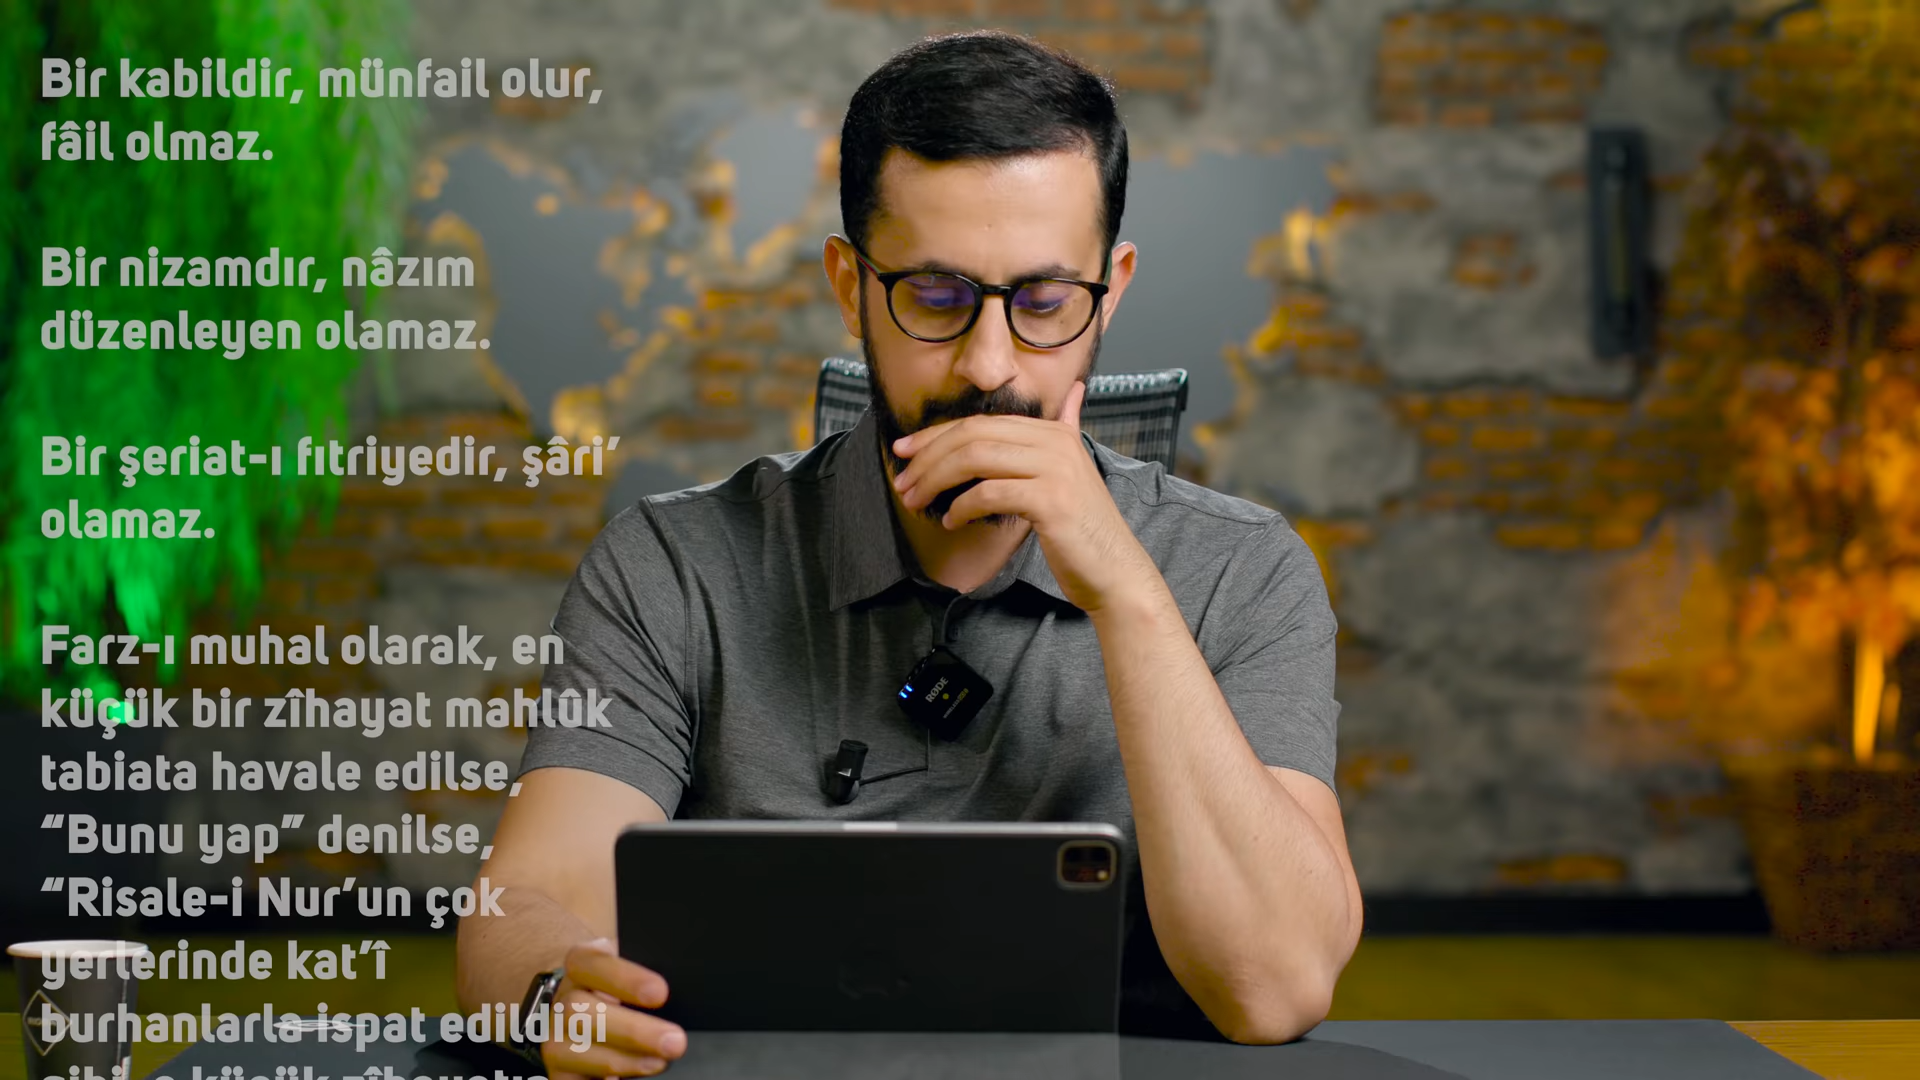 Bir kabildir, münfail olur,
fâil olmaz.
Bir nizamdır, nâzım
düzenleyen olamaz.
Bir şeriat-ı fıtriyedir, şâri’
olamaz.
Farz-ı muhal olarak, en
küçük bir zîhayat mahlûk
tabiata havale edilse,
“Bunu yap” denilse,
“Risale-i Nur’un çok
yerlerinde kat’î
burhanlarla ispat edildiği
RØDE